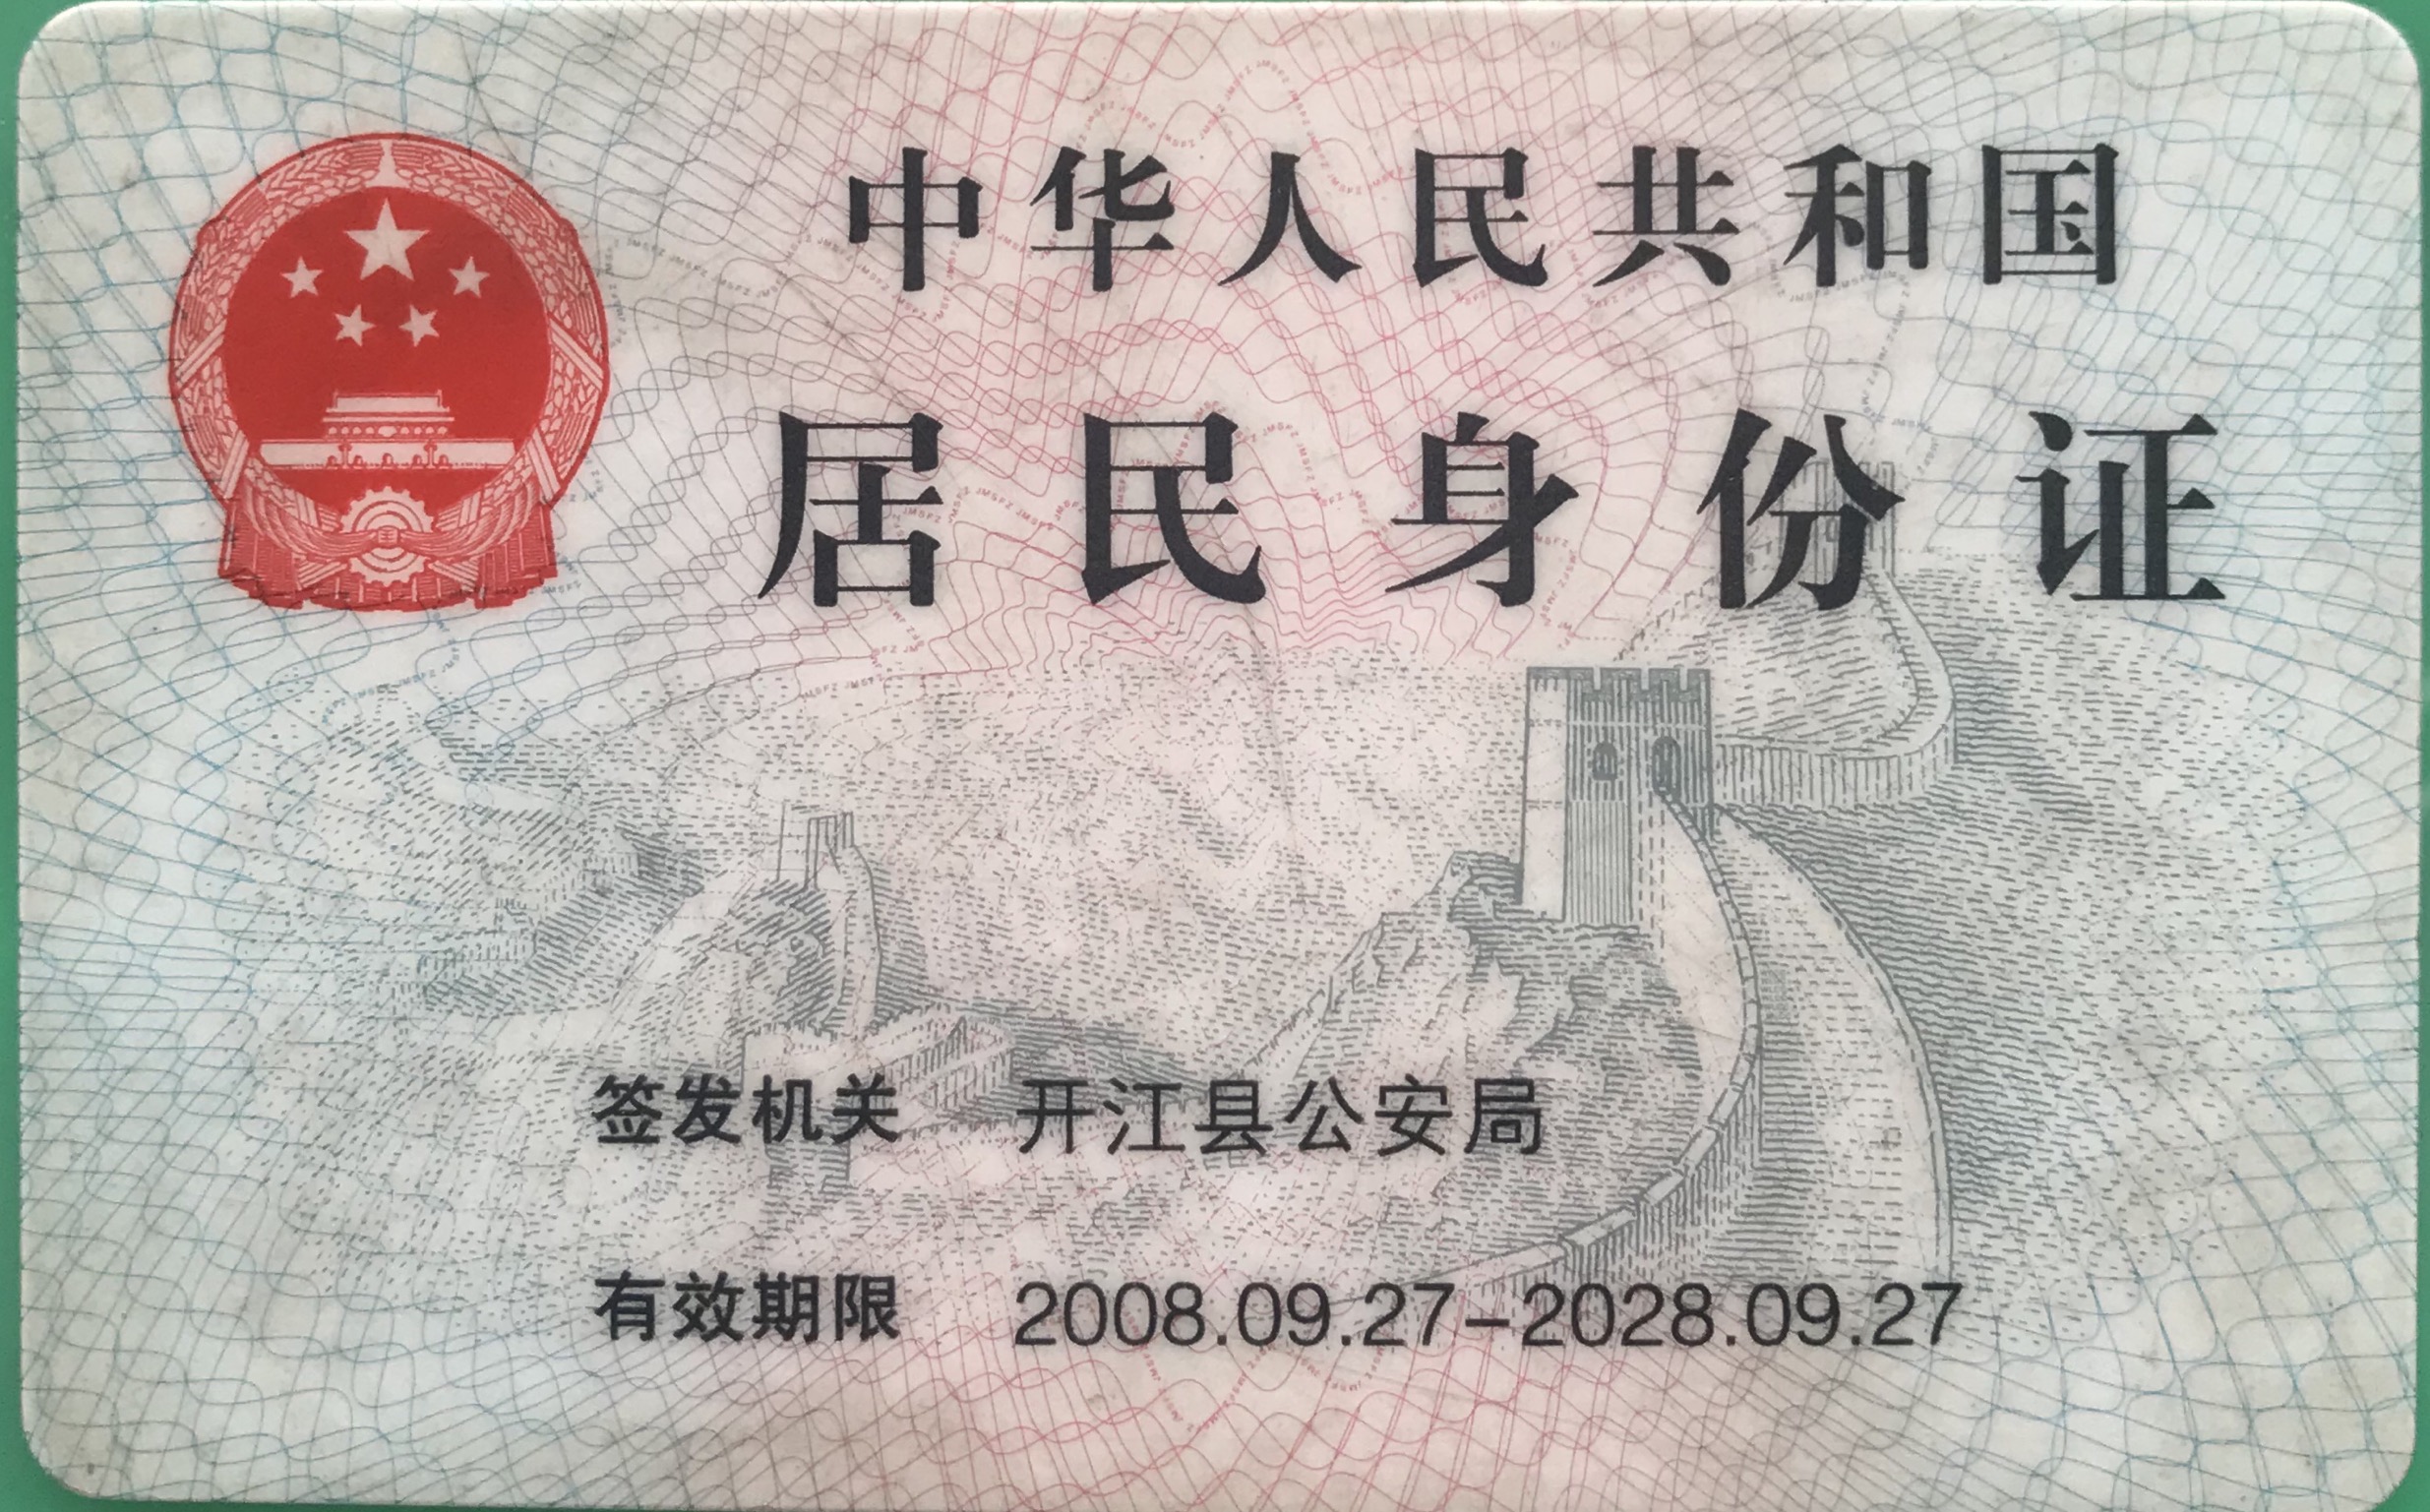 中华人民共和国
居民身份证
签发机关 开江县公安局
有效期限 2008.09.27-2028.09.27